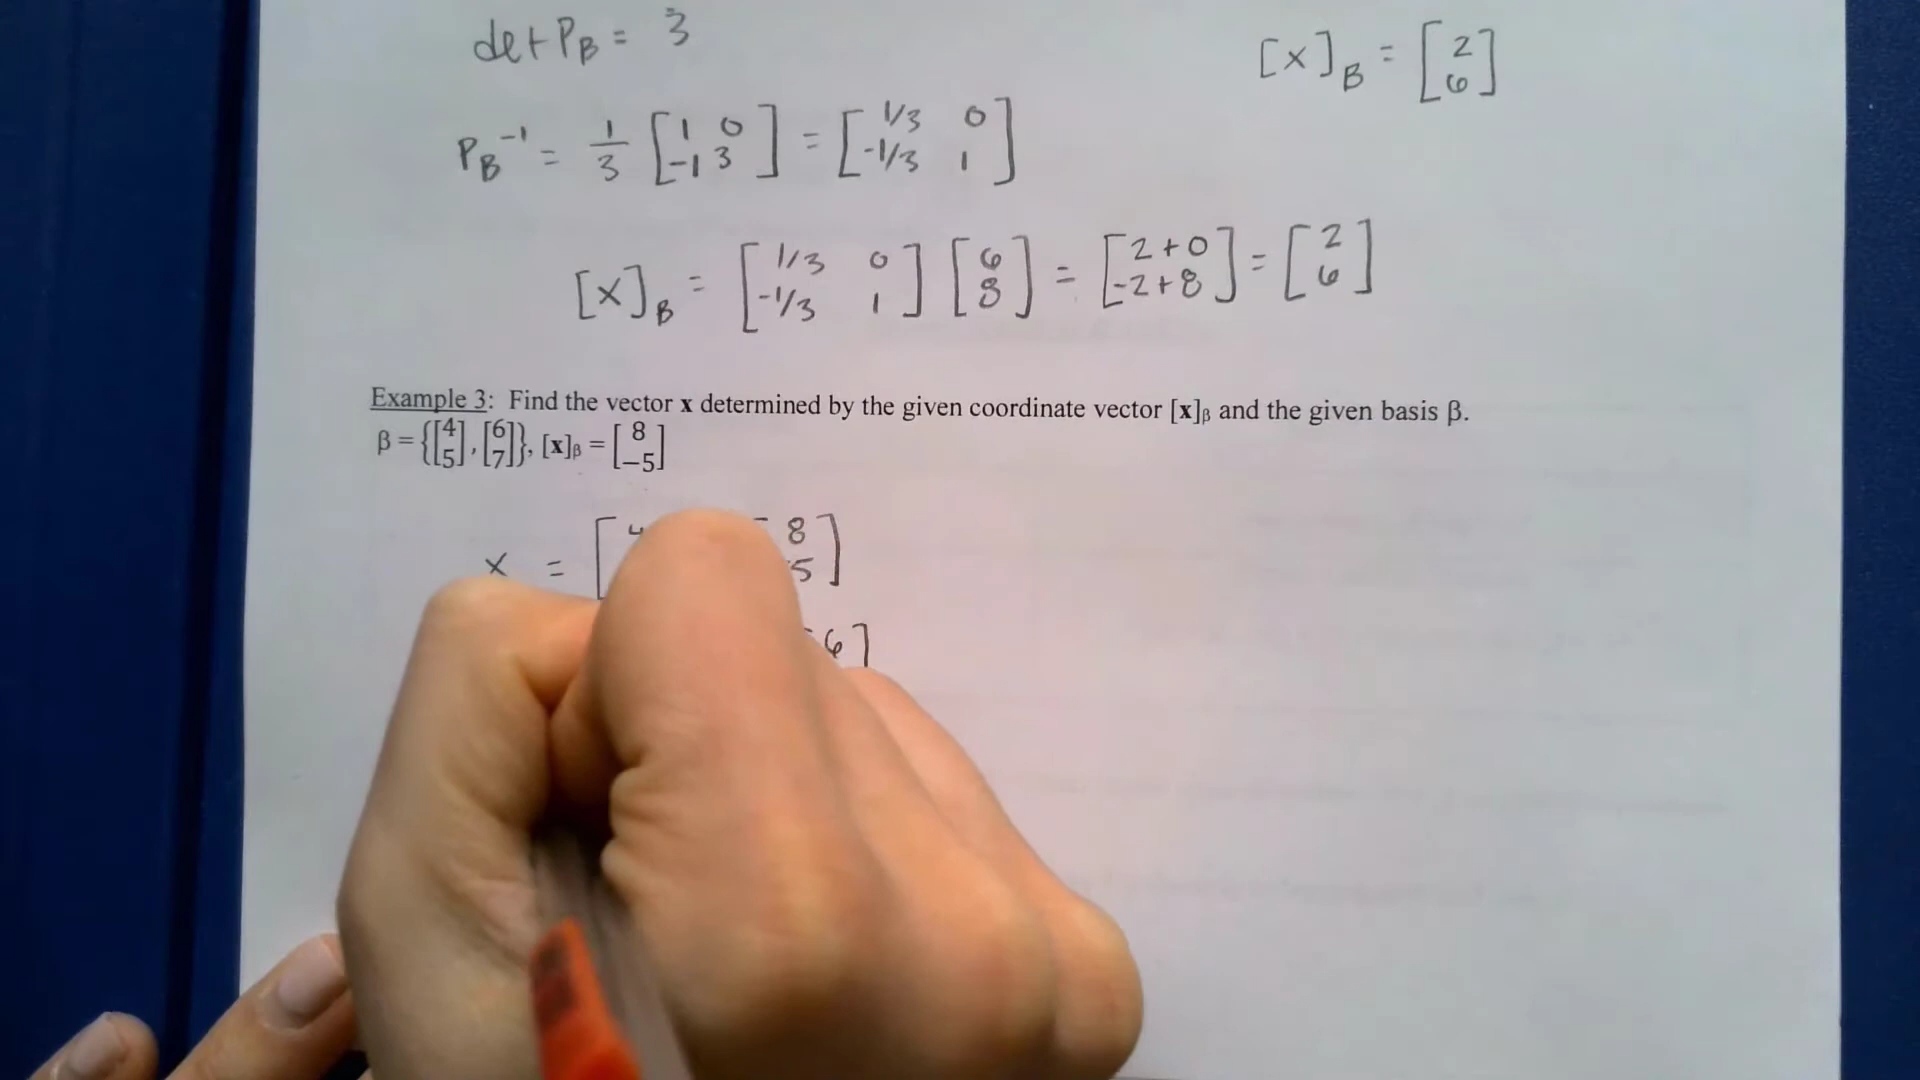 det P_B = 3
[x]_B = [2 6]
P_B^-1 = 1/3 [1 0 -1 3] = [1/3 0 -1/3 1]
[x]_B = [1/3 0 -1/3 1] [6 8] = [2+0 -2+8] = [2 6]
Example 3: Find the vector x determined by the given coordinate vector [x]β and the given basis β.
β = {[4 5], [6 7]}, [x]β = [8 -5]
x = [4 8 5]
6]